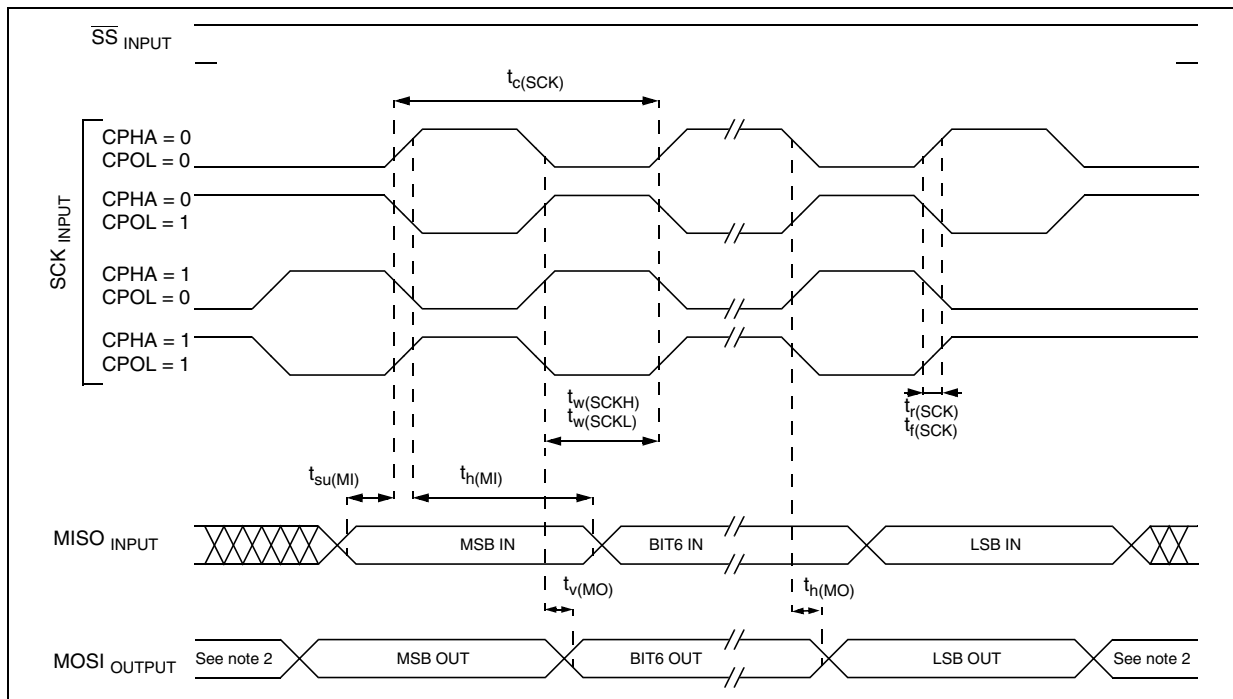 SS INPUT
tc(SCK)
SCK INPUT
CPHA = 0
CPOL = 0
CPHA = 0
CPOL = 1
CPHA = 1
CPOL = 0
CPHA = 1
CPOL = 1
tw(SCKH)
tw(SCKL)
tr(SCK)
tf(SCK)
tsu(MI)
th(MI)
MISO INPUT
MSB IN
BIT6 IN
LSB IN
tv(MO)
th(MO)
MOSI OUTPUT
See note 2
MSB OUT
BIT6 OUT
LSB OUT
See note 2